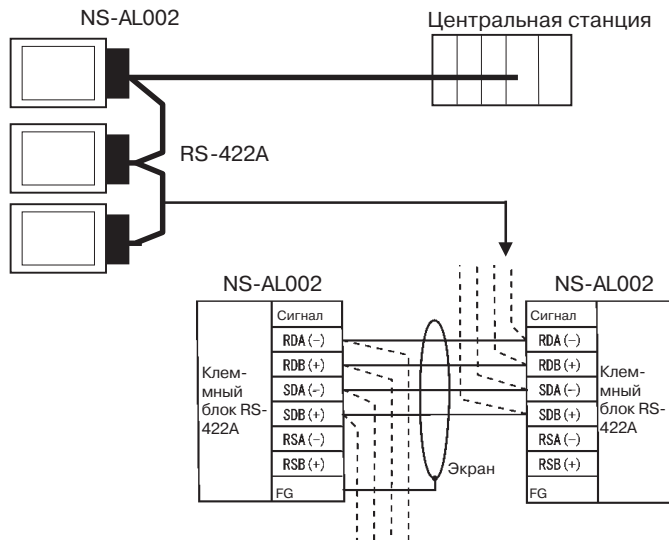 NS-AL002
Центральная станция
RS-422A
NS-AL002
NS-AL002
Клем-
мный
блок RS-
422A
Сигнал
RDA (−)
RDB (+)
SDA (−)
SDB (+)
RSA (−)
RSB (+)
FG
Экран
Сигнал
RDA (−)
RDB (+)
SDA (−)
SDB (+)
RSA (−)
RSB (+)
FG
Клем-
мный
блок RS-
422A